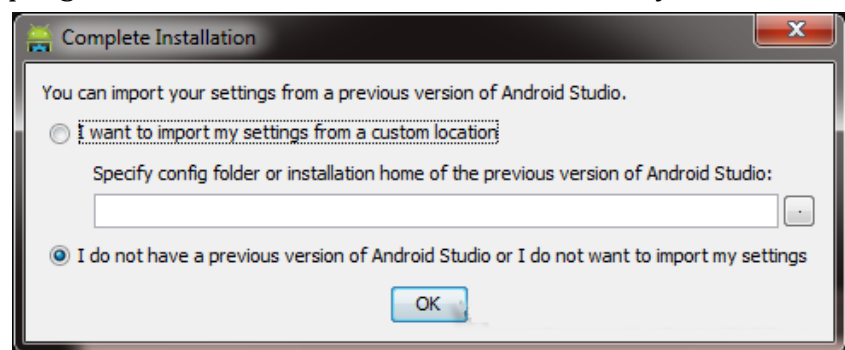 Complete Installation
You can import your settings from a previous version of Android Studio.
I want to import my settings from a custom location
Specify config folder or installation home of the previous version of Android Studio:
.
I do not have a previous version of Android Studio or I do not want to import my settings
OK